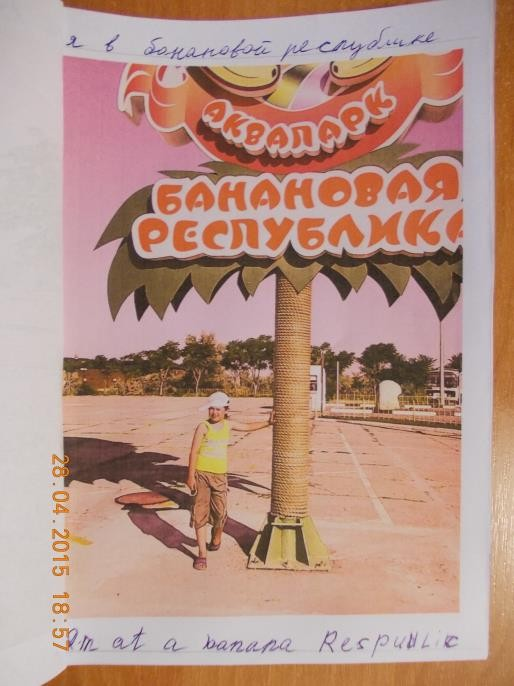 я в банановой республике
АКВАПАРК
БАНАНОВАЯ
РЕСПУБЛИКА
28.04.2015 18:57
I'm at a banana Respublic